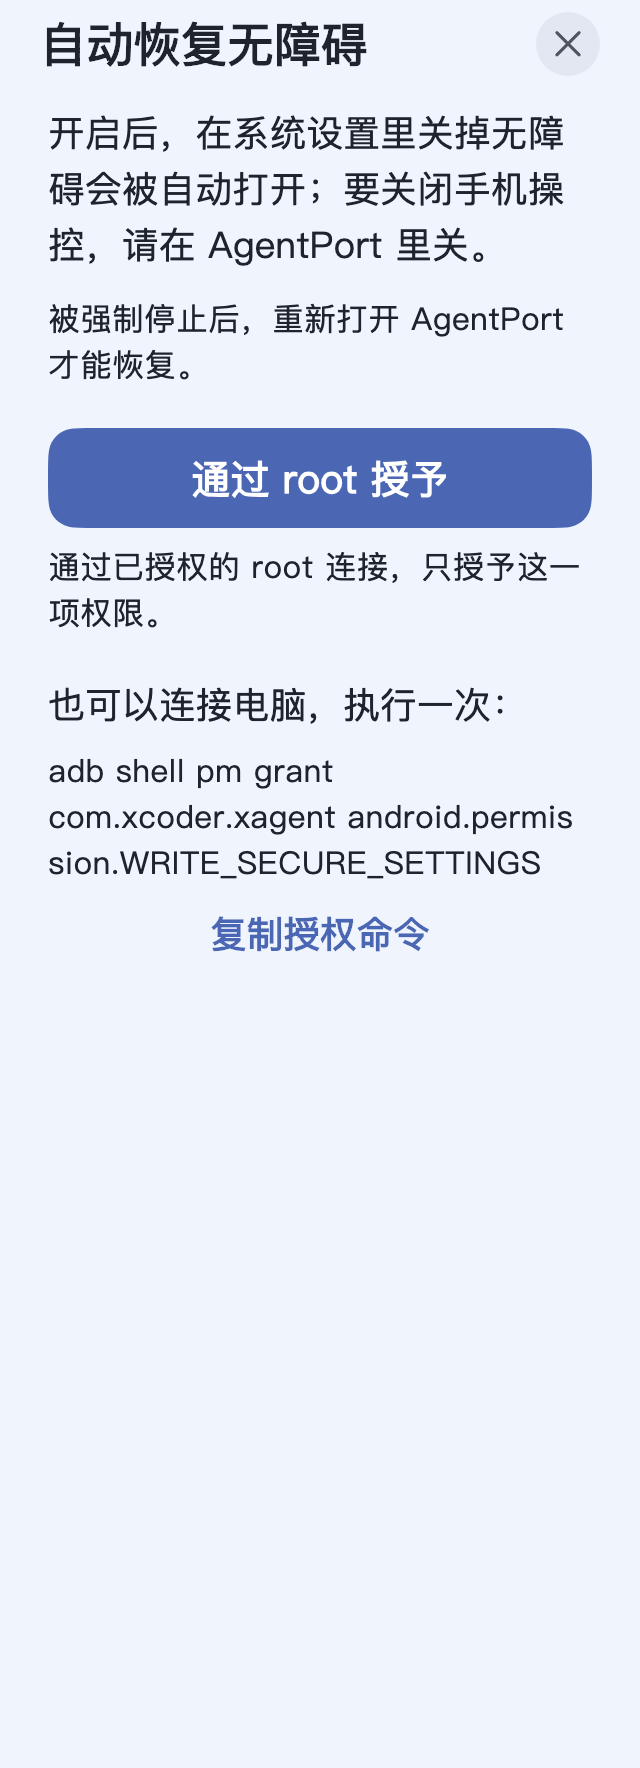 自动恢复无障碍
开启后，在系统设置里关掉无障
碍会被自动打开；要关闭手机操
控，请在 AgentPort 里关。
被强制停止后，重新打开 AgentPort
才能恢复。
通过 root 授予
通过已授权的 root 连接，只授予这一
项权限。
也可以连接电脑，执行一次：
adb shell pm grant
com.xcoder.xagent android.permis
sion.WRITE_SECURE_SETTINGS
复制授权命令